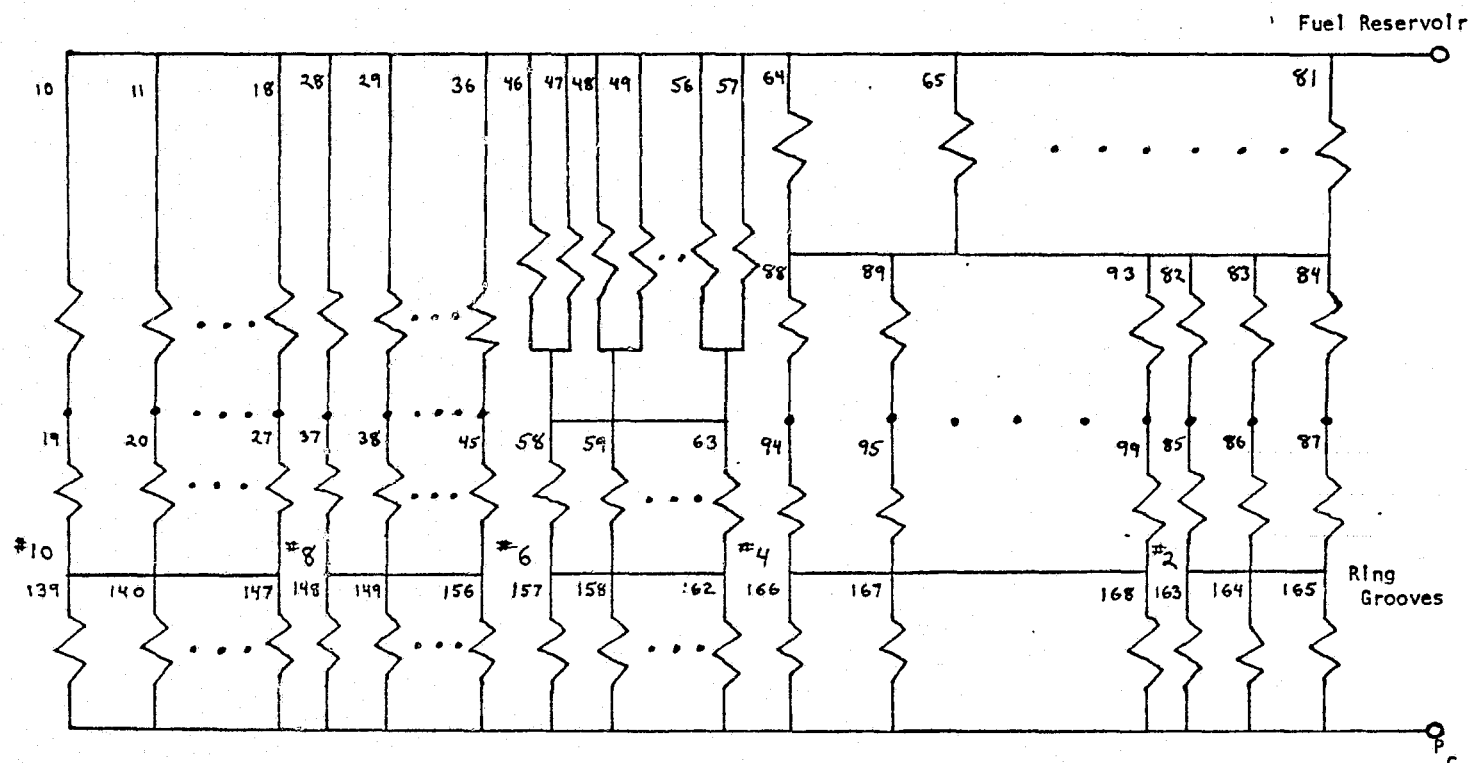 Fuel Reservoir
10 11 18 28 29 36 46 47 48 49 56 57 64 65 81
88 89 93 82 83 84
19 20 27 37 38 45 58 59 63 94 95 99 85 86 87
#10 #8 #6 #4 #2
139 140 147 148 149 156 157 158 162 166 167 168 163 164 165 Ring
Grooves
P
c